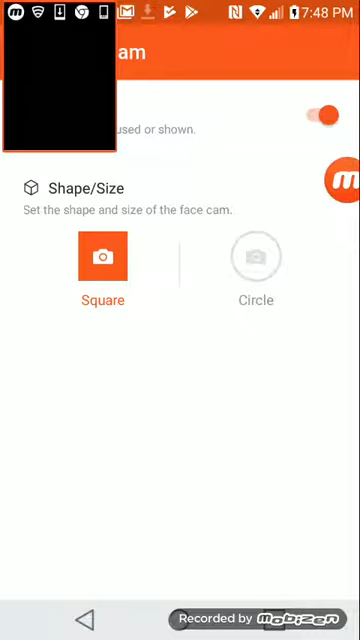 7:48 PM
am
used or shown.
Shape/Size
Set the shape and size of the face cam.
Square
Circle
Recorded by mobizen